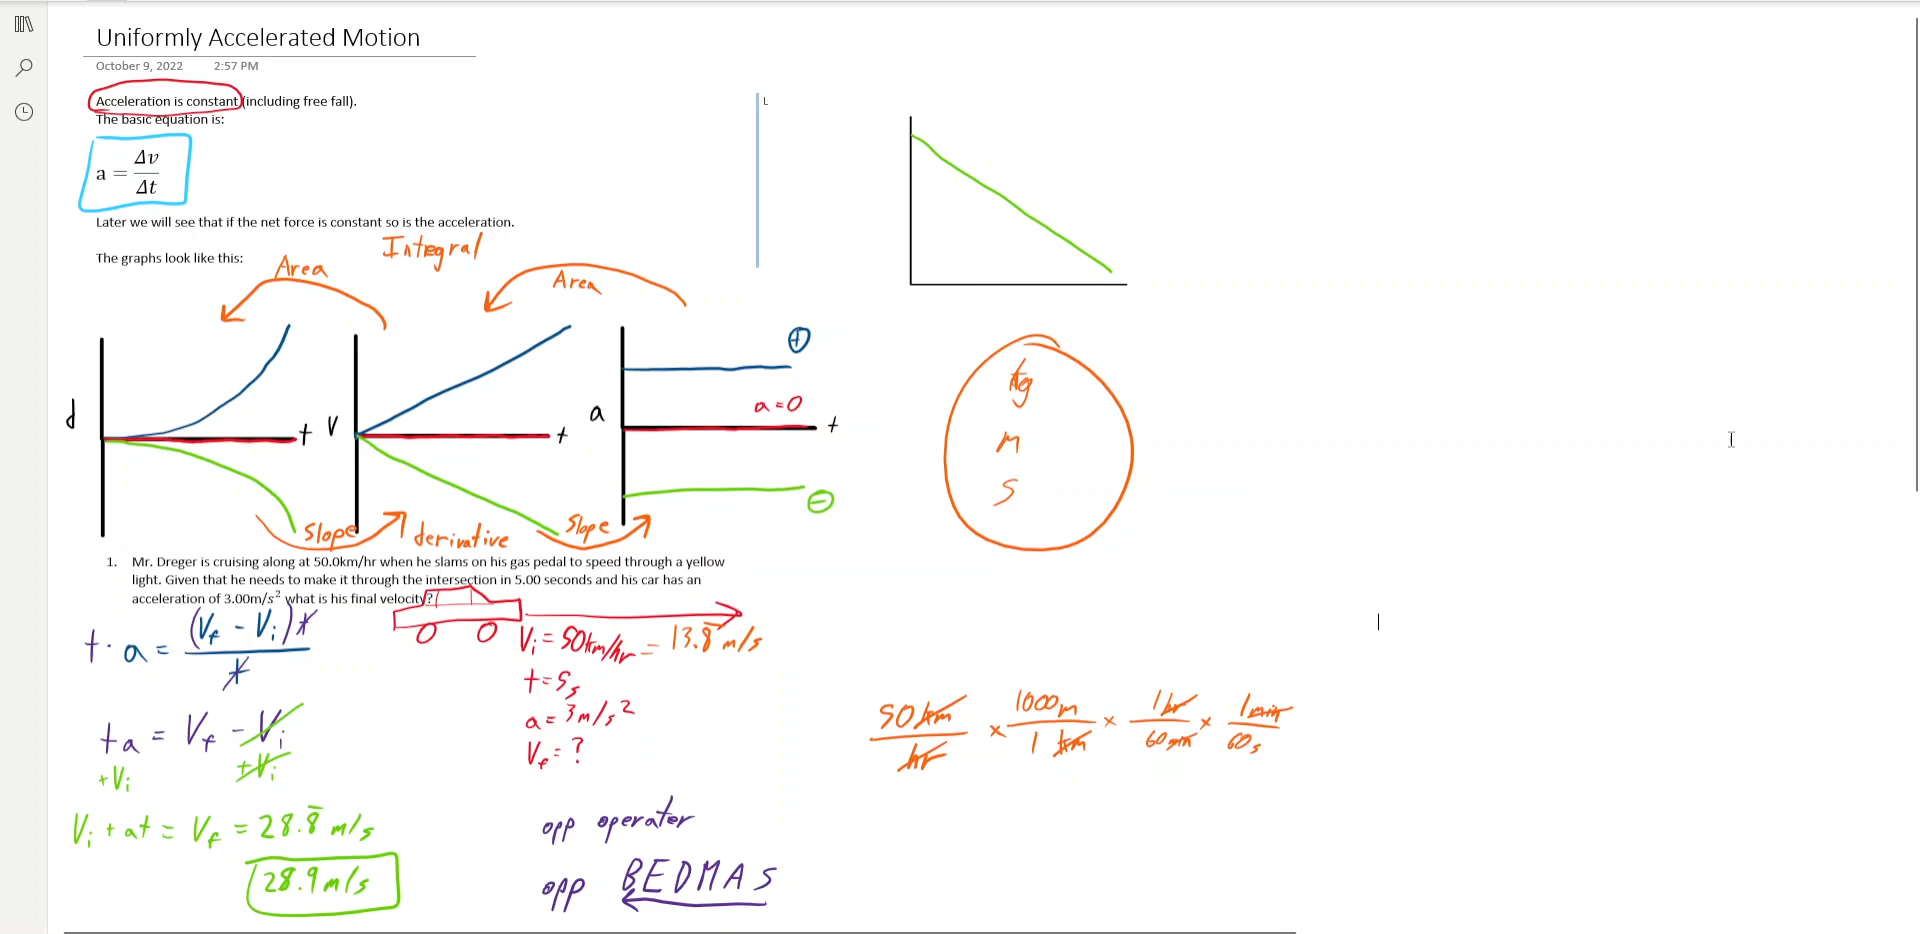 Uniformly Accelerated Motion
October 9, 2022 2:57 PM
Acceleration is constant (including free fall).
The basic equation is:
a = Δv / Δt
L
Later we will see that if the net force is constant so is the acceleration.
The graphs look like this:
Integral
Area
Area
d
t
v
t
a
a=0
t
+
−
kg
m
s
Slope
derivative
Slope
1. Mr. Dreger is cruising along at 50.0km/hr when he slams on his gas pedal to speed through a yellow
light. Given that he needs to make it through the intersection in 5.00 seconds and his car has an
acceleration of 3.00m/s² what is his final velocity?
t · a = (Vf - Vi)t / t
Vi = 50km/hr = 13.8̅ m/s
t = 5s
a = 3m/s²
Vf = ?
ta = Vf - Vi
+Vi +Vi
50km / hr × 1000m / 1 km × 1hr / 60min × 1min / 60s
Vi + at = Vf = 28.8̅ m/s
28.9m/s
opp operater
opp BEDMAS